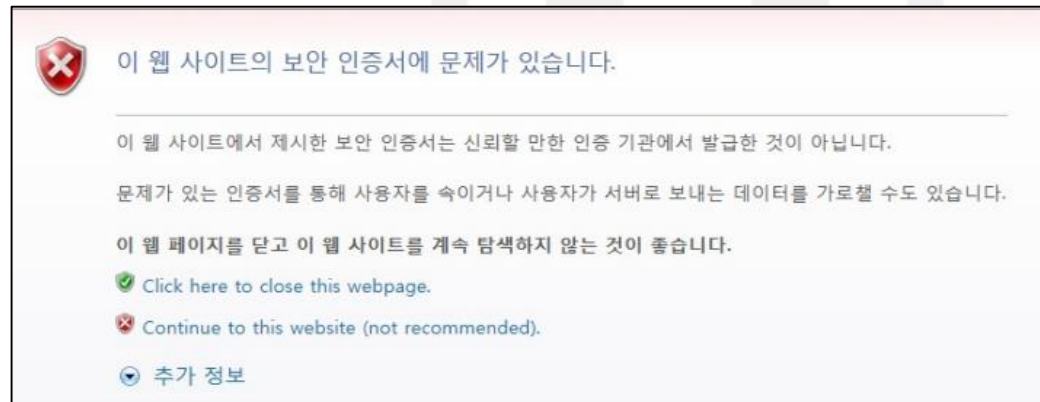 이 웹 사이트의 보안 인증서에 문제가 있습니다.
이 웹 사이트에서 제시한 보안 인증서는 신뢰할 만한 인증 기관에서 발급한 것이 아닙니다.
문제가 있는 인증서를 통해 사용자를 속이거나 사용자가 서버로 보내는 데이터를 가로챌 수도 있습니다.
이 웹 페이지를 닫고 이 웹 사이트를 계속 탐색하지 않는 것이 좋습니다.
Click here to close this webpage.
Continue to this website (not recommended).
추가 정보